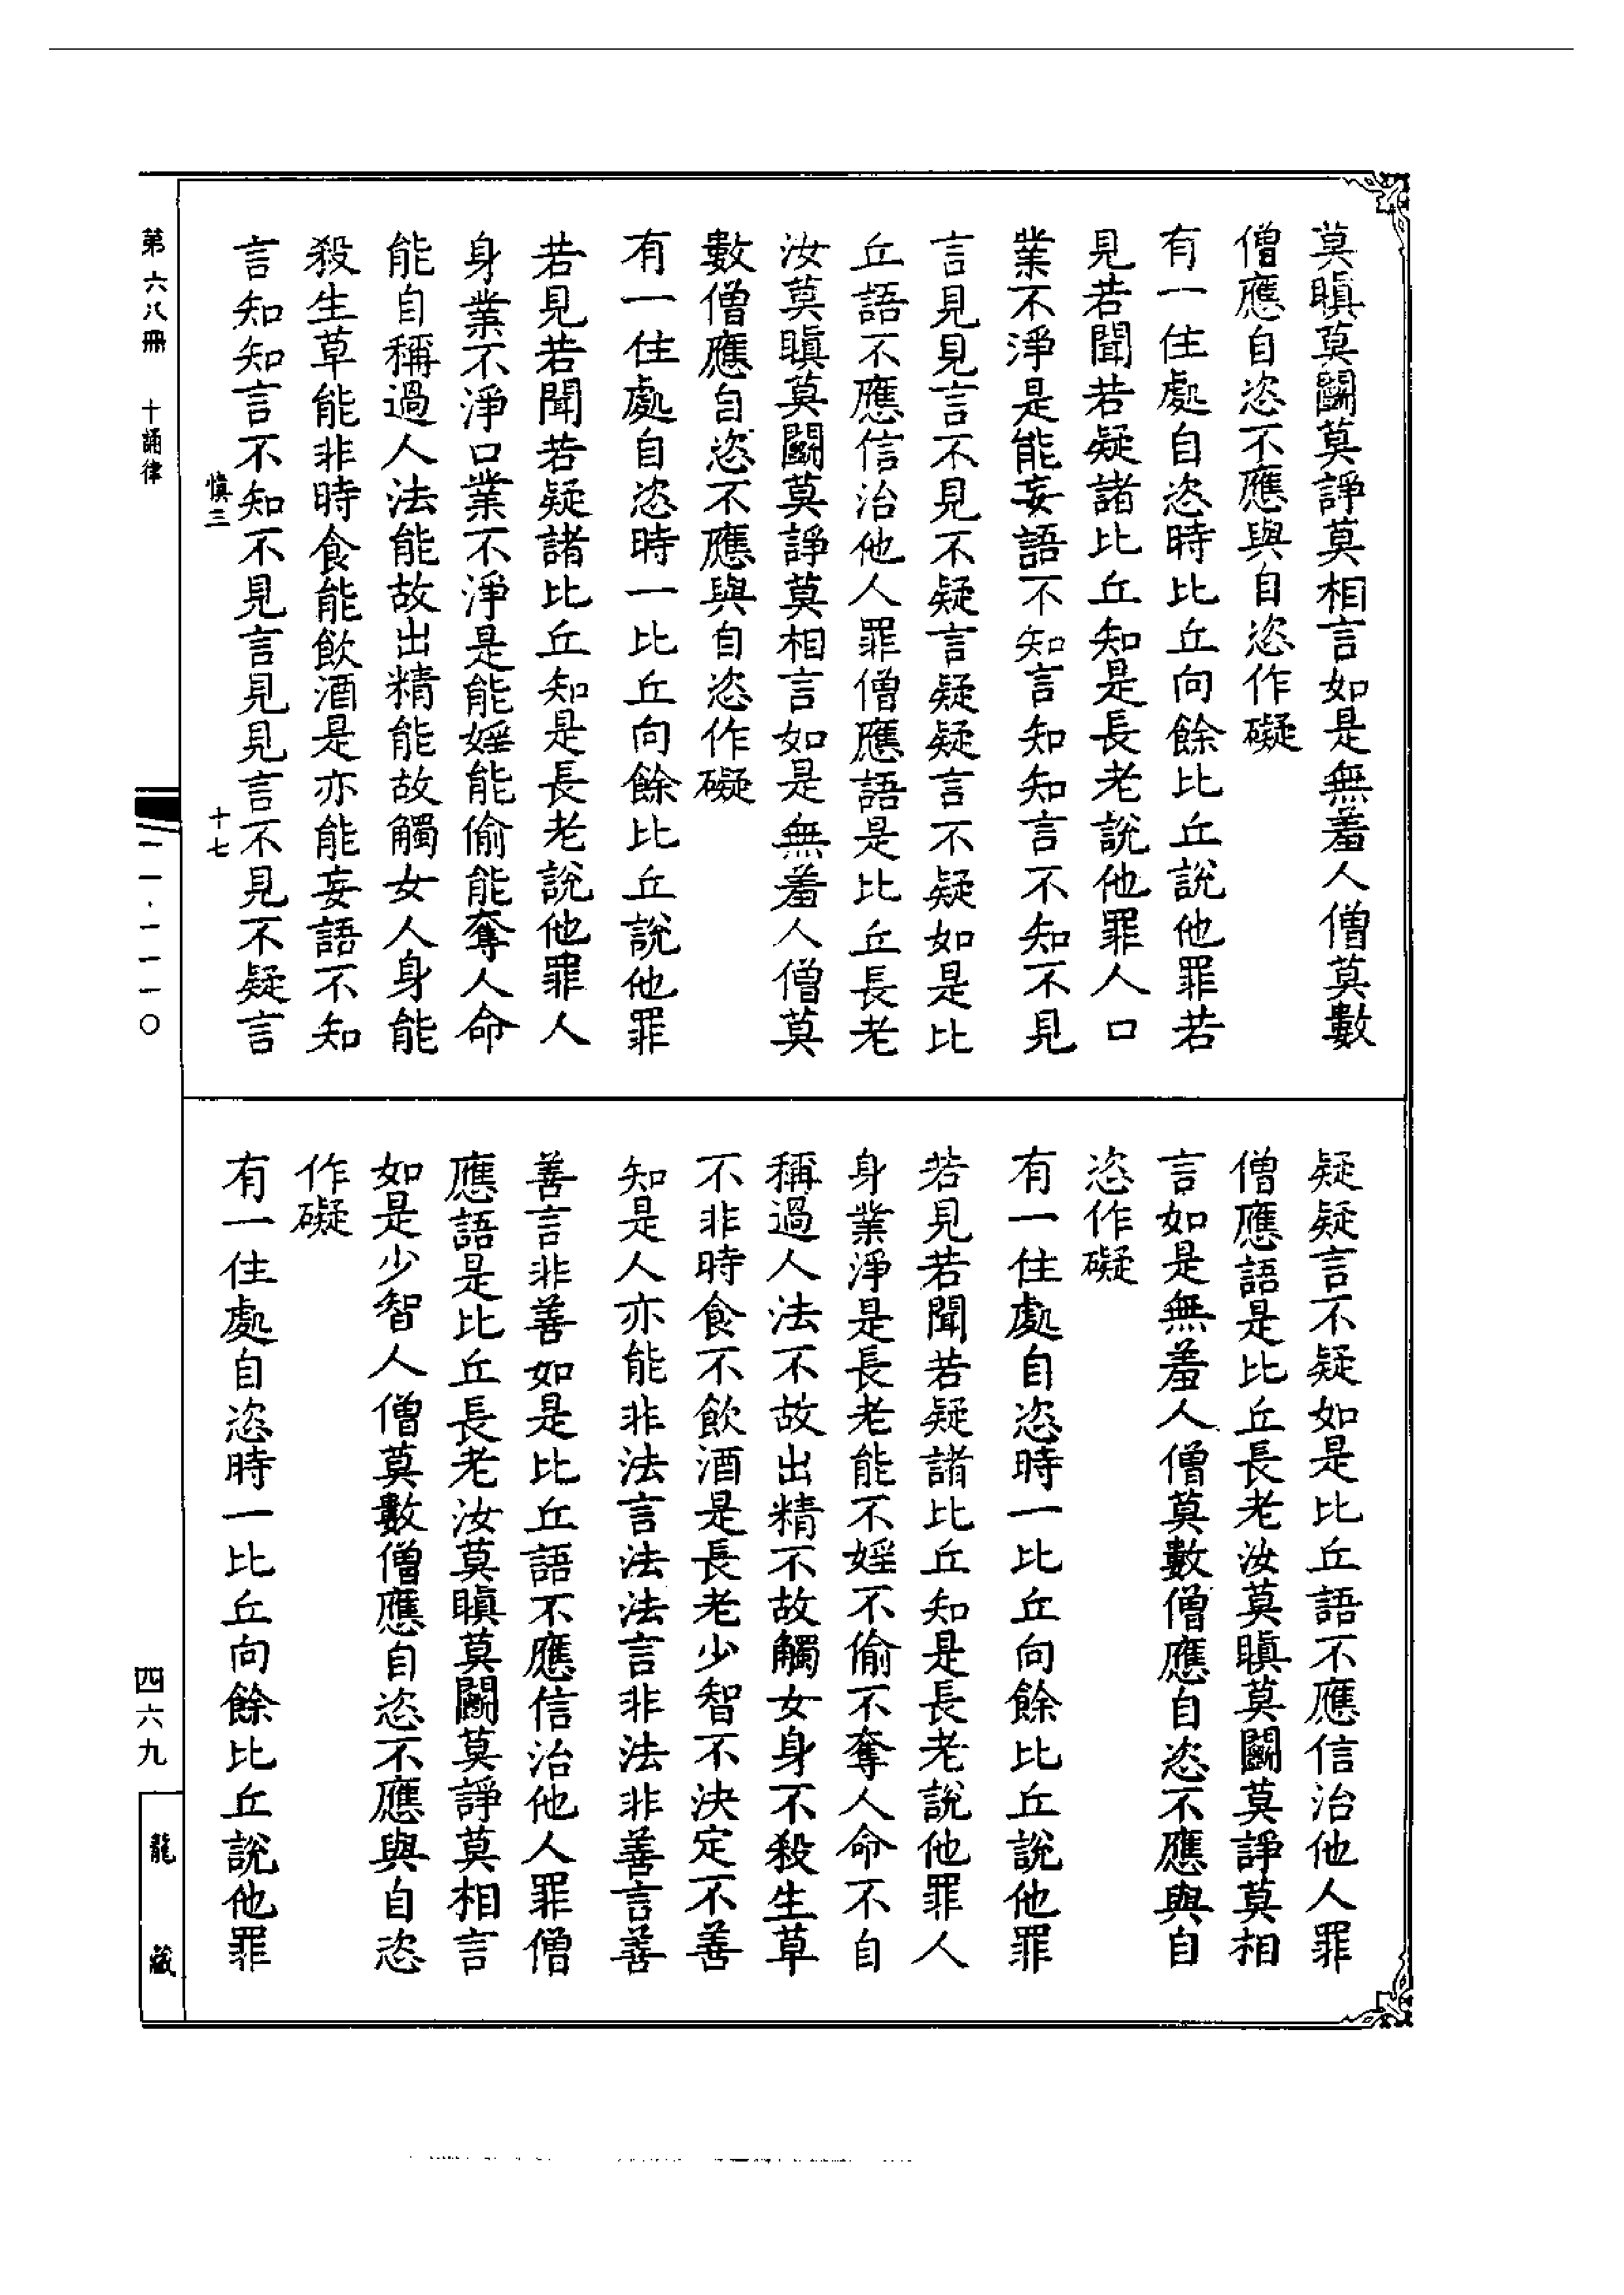 莫瞋莫鬭莫諍莫相言如是無羞人僧莫數
僧應自恣不應與自恣作礙
有一住處自恣時比丘向餘比丘說他罪若
見若聞若疑諸比丘知是長老說他罪人口
業不淨是能妄語不知言知知言不知不見
言見見言不見不疑言疑疑言不疑如是比
丘語不應信治他人罪僧應語是比丘長老
汝莫瞋莫鬭莫諍莫相言如是無羞人僧莫
數僧應自恣不應與自恣作礙
有一住處自恣時一比丘向餘比丘說他罪
若見若聞若疑諸比丘知是長老說他罪人
身業不淨口業不淨是能婬能偷能奪人命
能自稱過人法能故出精能故觸女人身能
殺生草能非時食能飲酒是亦能妄語不知
言知知言不知不見言見見言不見不疑言
慎三 十七
疑疑言不疑如是比丘語不應信治他人罪
僧應語是比丘長老汝莫瞋莫鬭莫諍莫相
言如是無羞人僧莫數僧應自恣不應與自
恣作礙
有一住處自恣時一比丘向餘比丘說他罪
若見若聞若疑諸比丘知是長老說他罪人
身業淨是長老能不婬不偷不奪人命不自
稱過人法不故出精不故觸女身不殺生草
不非時食不飲酒是長老少智不決定不善
知是人亦能非法言法法言非法非善言善
善言非善如是比丘語不應信治他人罪僧
應語是比丘長老汝莫瞋莫鬭莫諍莫相言
如是少智人僧莫數僧應自恣不應與自恣
作礙
有一住處自恣時一比丘向餘比丘說他罪
第六八冊 十誦律
一一·一一一〇
四六九
龍藏